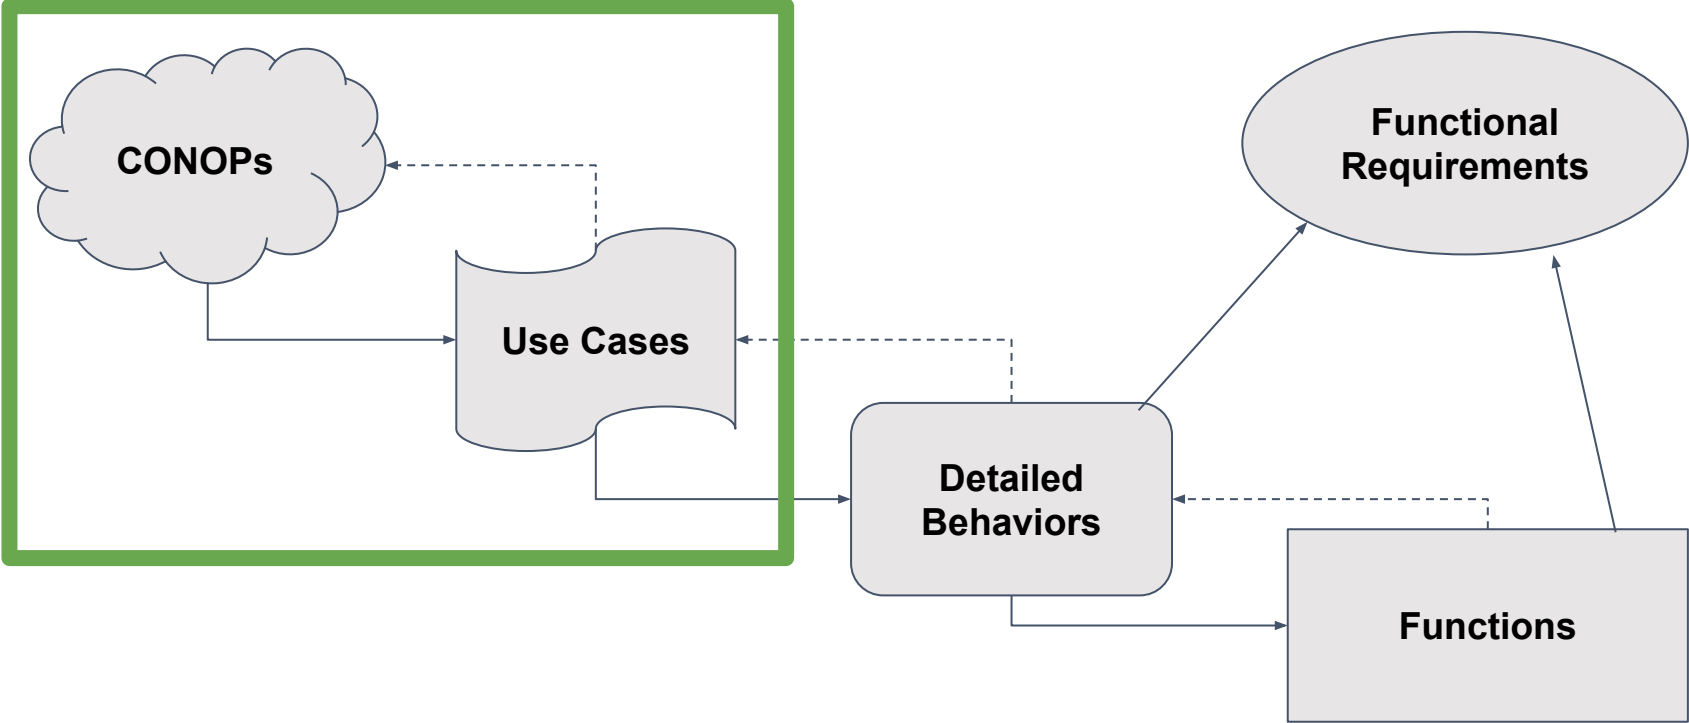 CONOPs
Use Cases
Detailed
Behaviors
Functional
Requirements
Functions